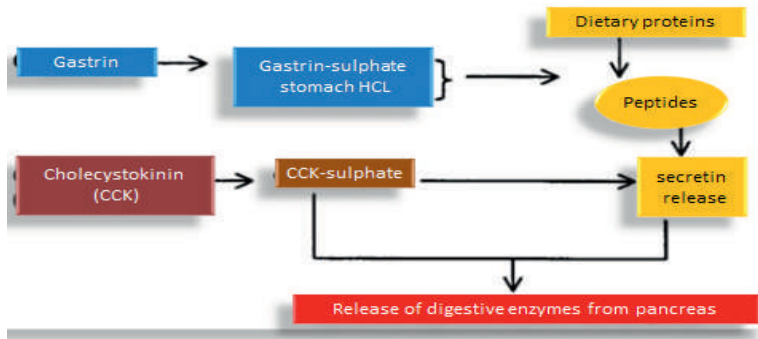 Dietary proteins
Gastrin
Gastrin-sulphate
stomach HCL
Peptides
Cholecystokinin
(CCK)
CCK-sulphate
secretin
release
Release of digestive enzymes from pancreas